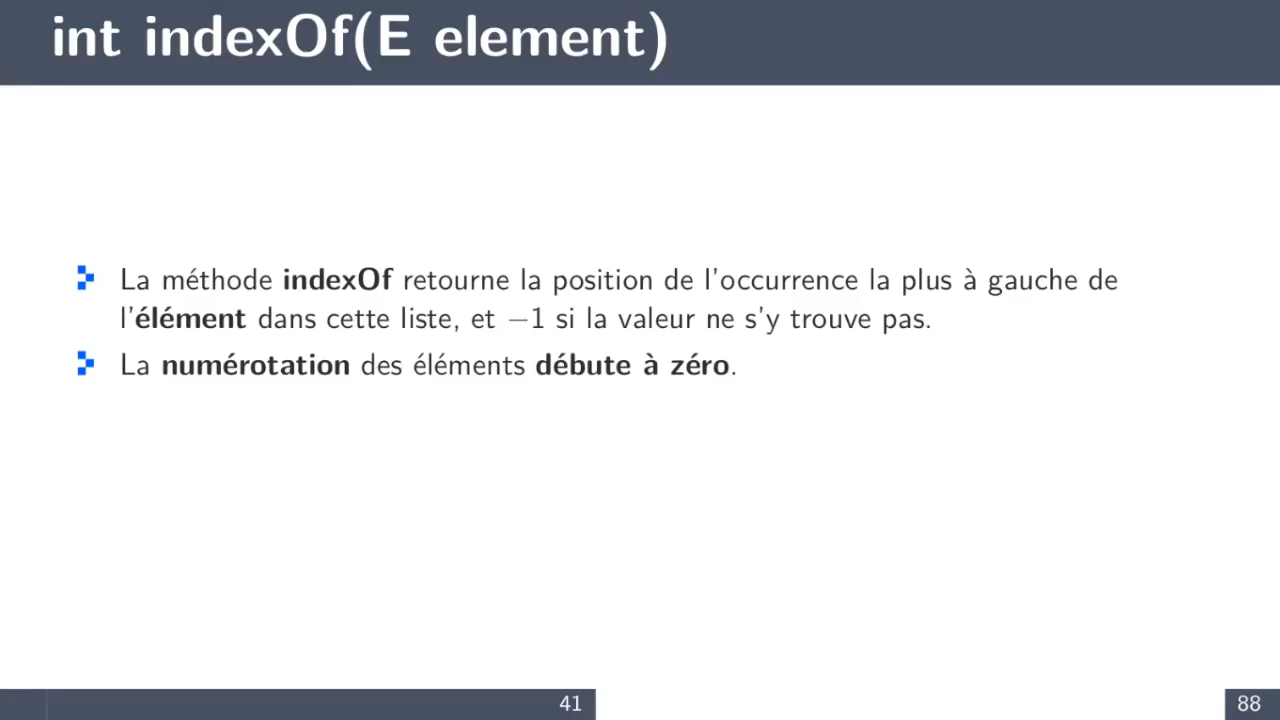 int indexOf(E element)
La méthode indexOf retourne la position de l'occurrence la plus à gauche de
l'élément dans cette liste, et −1 si la valeur ne s'y trouve pas.
La numérotation des éléments débute à zéro.
41
88